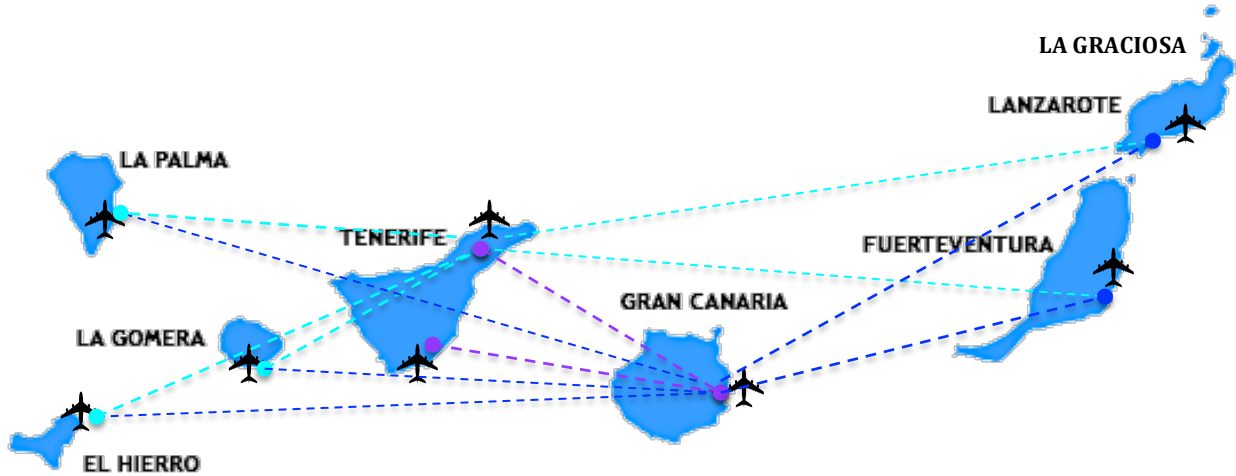 LA GRACIOSA
LANZAROTE
LA PALMA
TENERIFE
FUERTEVENTURA
GRAN CANARIA
LA GOMERA
EL HIERRO